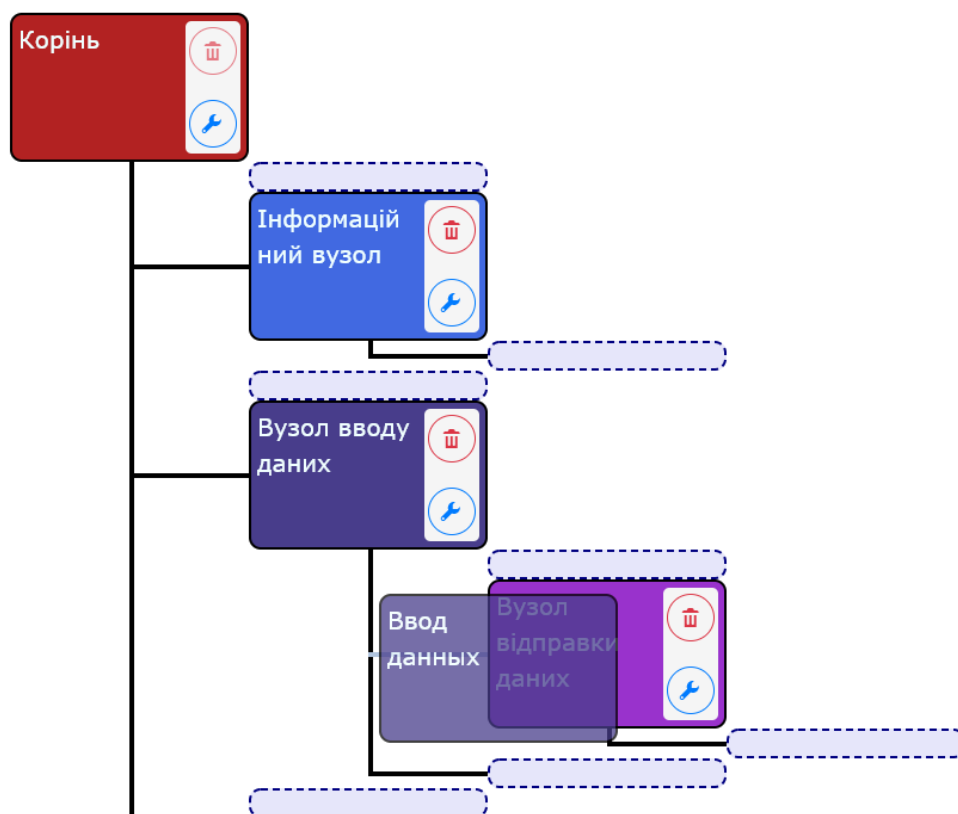 Корінь
Інформацій
ний вузол
Вузол вводу
даних
Ввод
данных
Вузол
відправки
даних